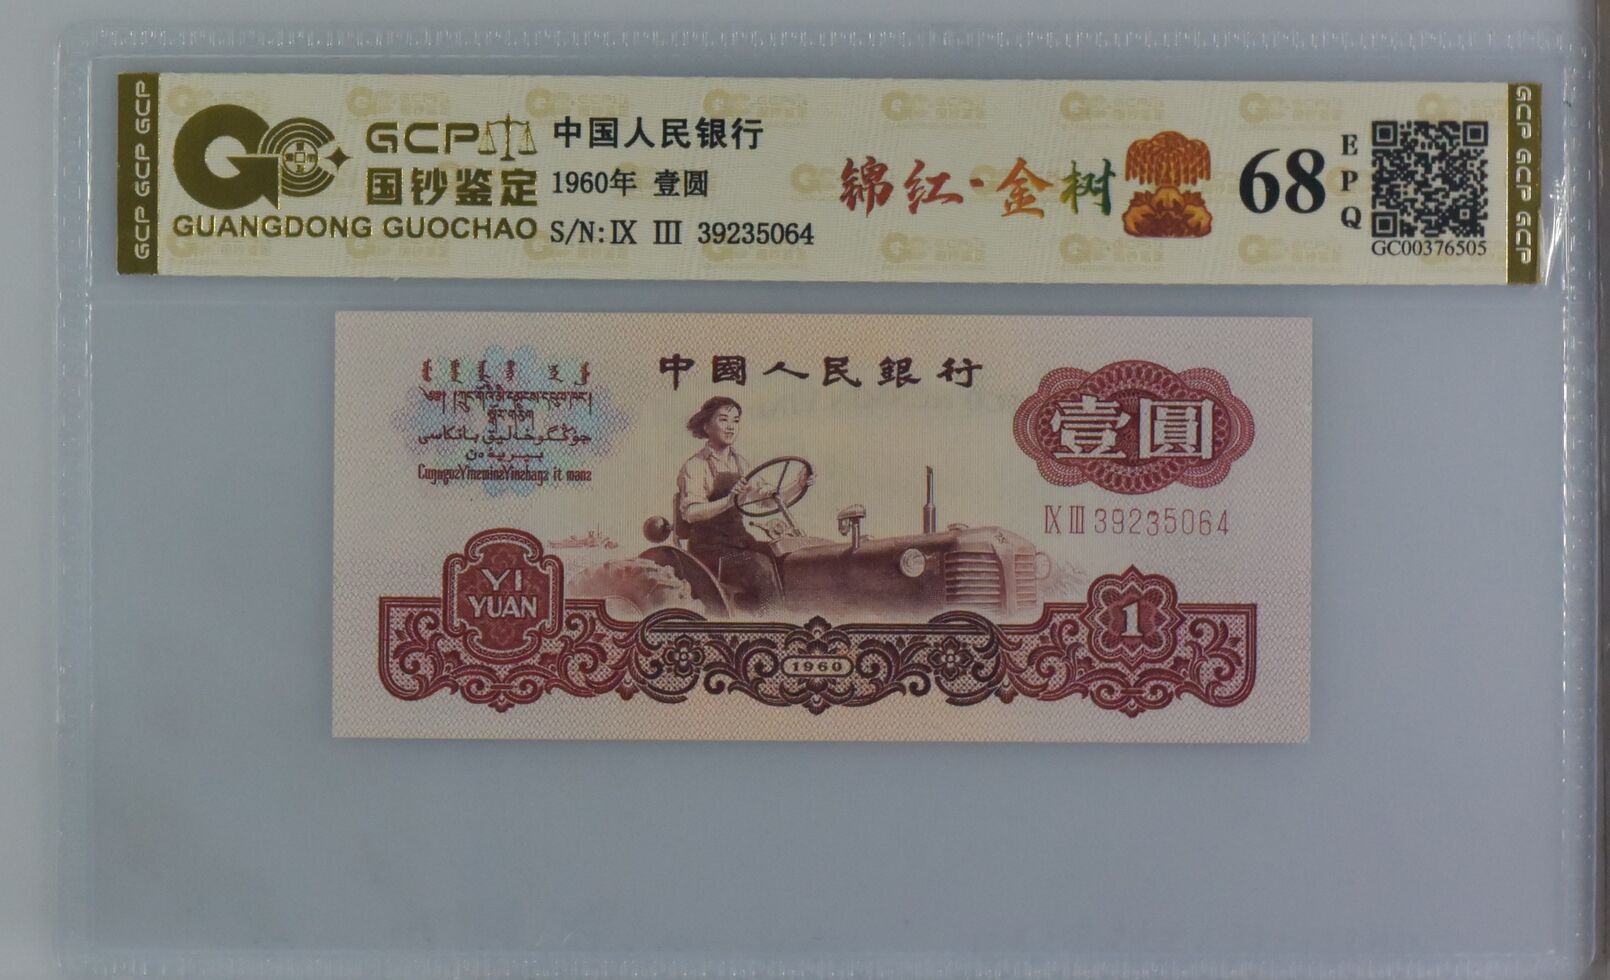 GCP GCP GCP
GCP
国钞鉴定
GUANGDONG GUOCHAO
中国人民银行
1960年 壹圆
S/N:Ⅸ Ⅲ 39235064
锦红·金树
68
EPQ
GC00376505
GCP GCP GCP
中國人民銀行
壹圓
Ⅸ Ⅲ 39235064
YI
YUAN
1960
1